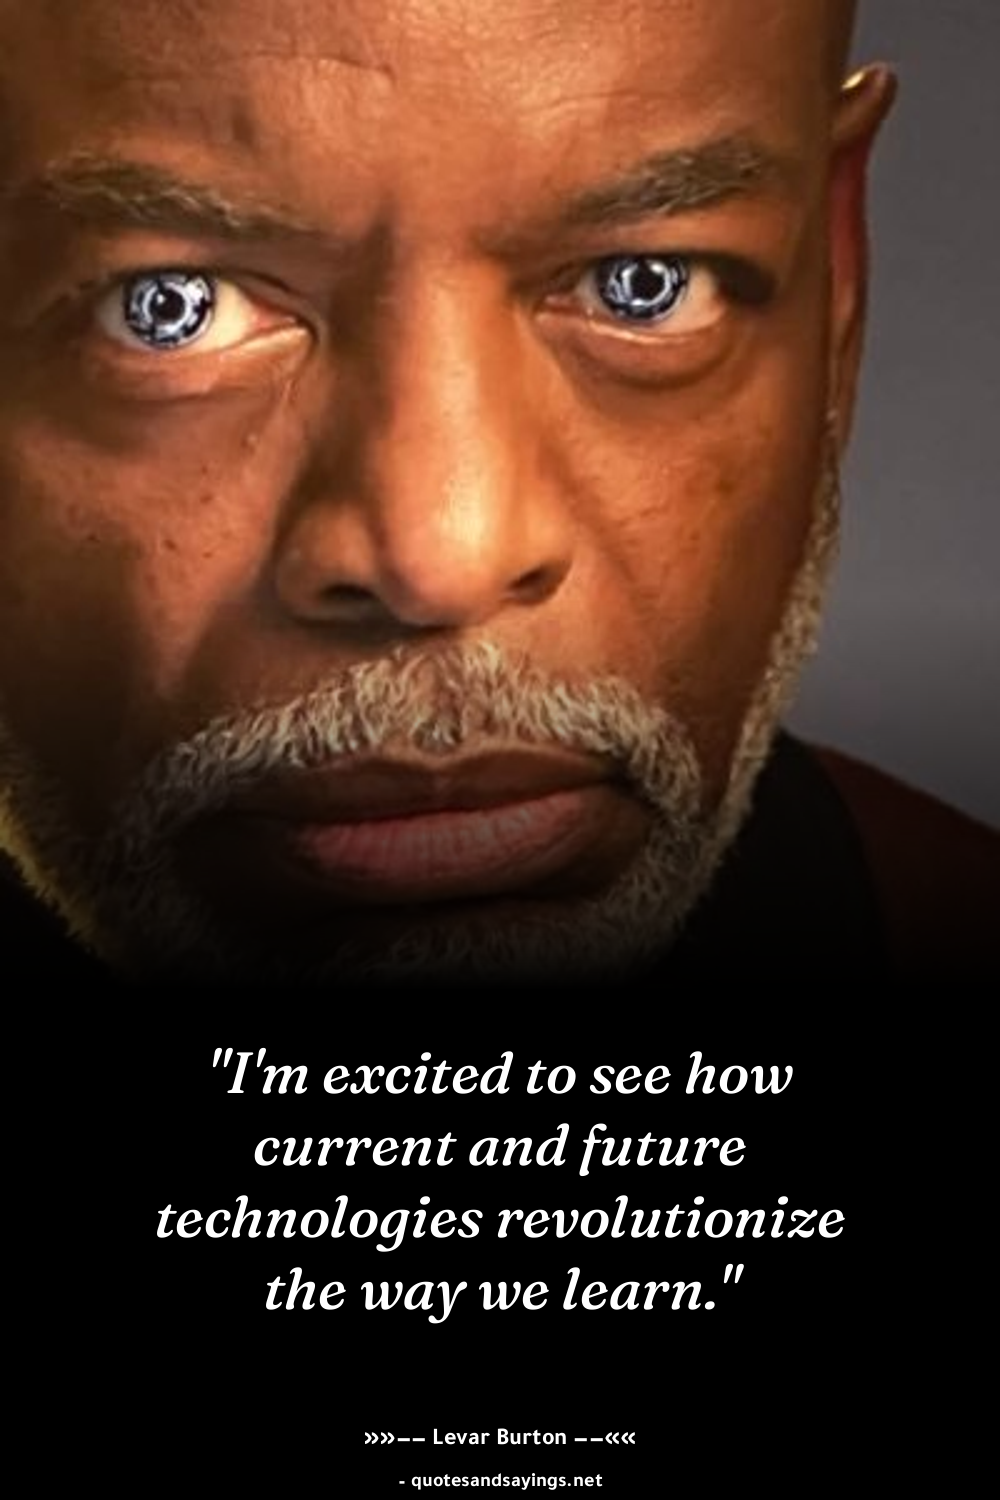 "I'm excited to see how
current and future
technologies revolutionize
the way we learn."
»»–– Levar Burton ––««
- quotesandsayings.net